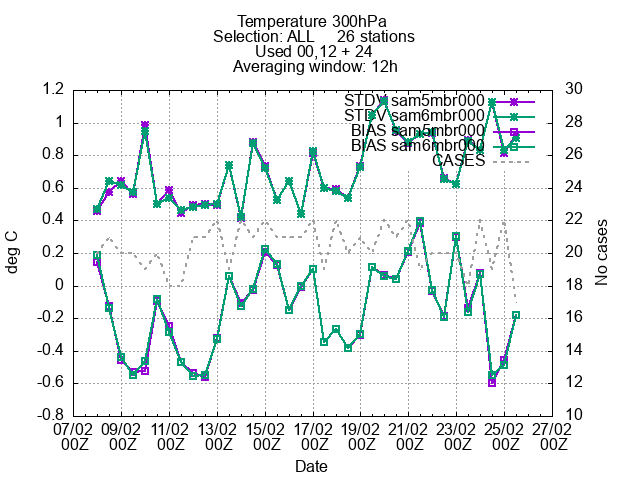 Temperature 300hPa
Selection: ALL 26 stations
Used 00,12 + 24
Averaging window: 12h
STDV sam5mbr000
STDV sam6mbr000
BIAS sam5mbr000
BIAS sam6mbr000
CASES
deg C
No cases
1.2
1
0.8
0.6
0.4
0.2
0
-0.2
-0.4
-0.6
-0.8
30
28
26
24
22
20
18
16
14
12
10
07/02 09/02 11/02 13/02 15/02 17/02 19/02 21/02 23/02 25/02 27/02
00Z 00Z 00Z 00Z 00Z 00Z 00Z 00Z 00Z 00Z 00Z
Date